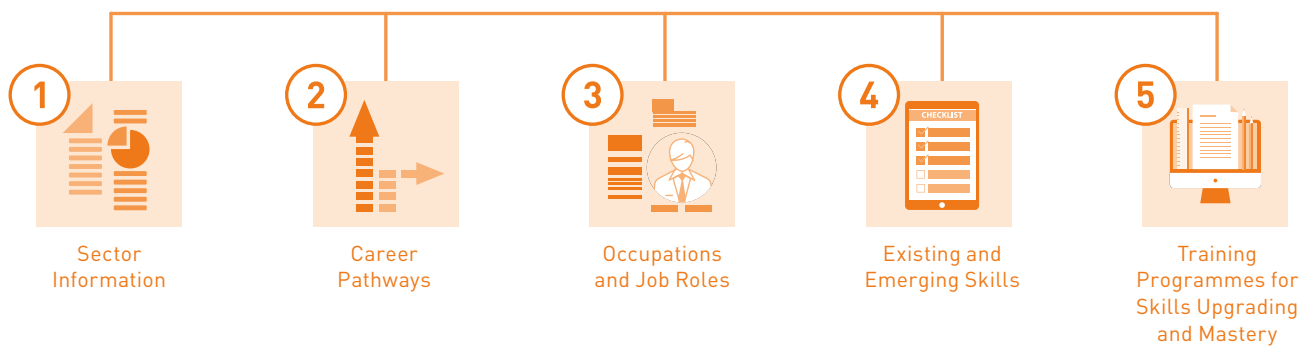 1
Sector
Information
2
Career
Pathways
3
Occupations
and Job Roles
4
CHECKLIST
Existing and
Emerging Skills
5
Training
Programmes for
Skills Upgrading
and Mastery